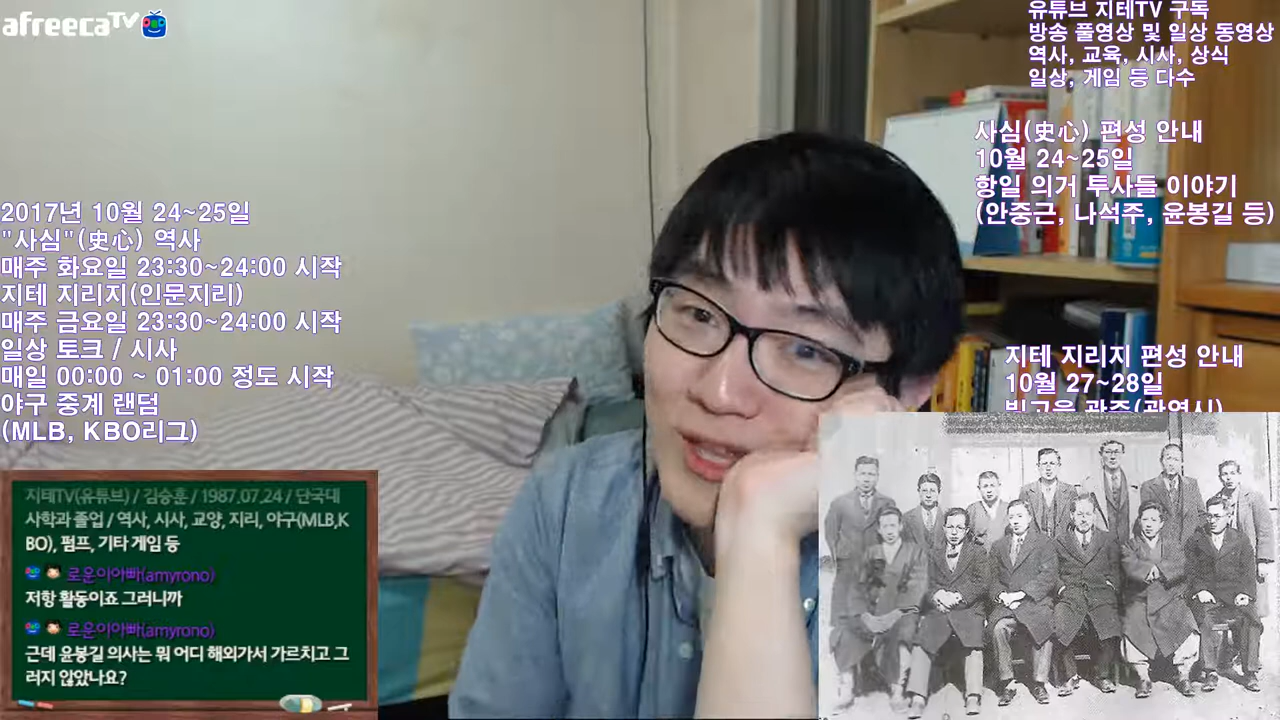 afreecaTV
유튜브 지테TV 구독
방송 풀영상 및 일상 동영상
역사, 교육, 시사, 상식
일상, 게임 등 다수
사심(史心) 편성 안내
10월 24~25일
항일 의거 투사들 이야기
(안중근, 나석주, 윤봉길 등)
2017년 10월 24~25일
"사심"(史心) 역사
매주 화요일 23:30~24:00 시작
지테 지리지(인문지리)
매주 금요일 23:30~24:00 시작
일상 토크 / 시사
매일 00:00 ~ 01:00 정도 시작
야구 중계 랜덤
(MLB, KBO리그)
지테 지리지 편성 안내
10월 27~28일
빛고을 광주(광역시)
지테TV(유튜브) / 김승훈 / 1987.07.24 / 단국대
사학과 졸업 / 역사, 시사, 교양, 지리, 야구(MLB,K
BO), 펌프, 기타 게임 등
로운이아빠(amyrono)
저항 활동이죠 그러니까
로운이아빠(amyrono)
근데 윤봉길 의사는 뭐 어디 해외가서 가르치고 그
러지 않았나요?